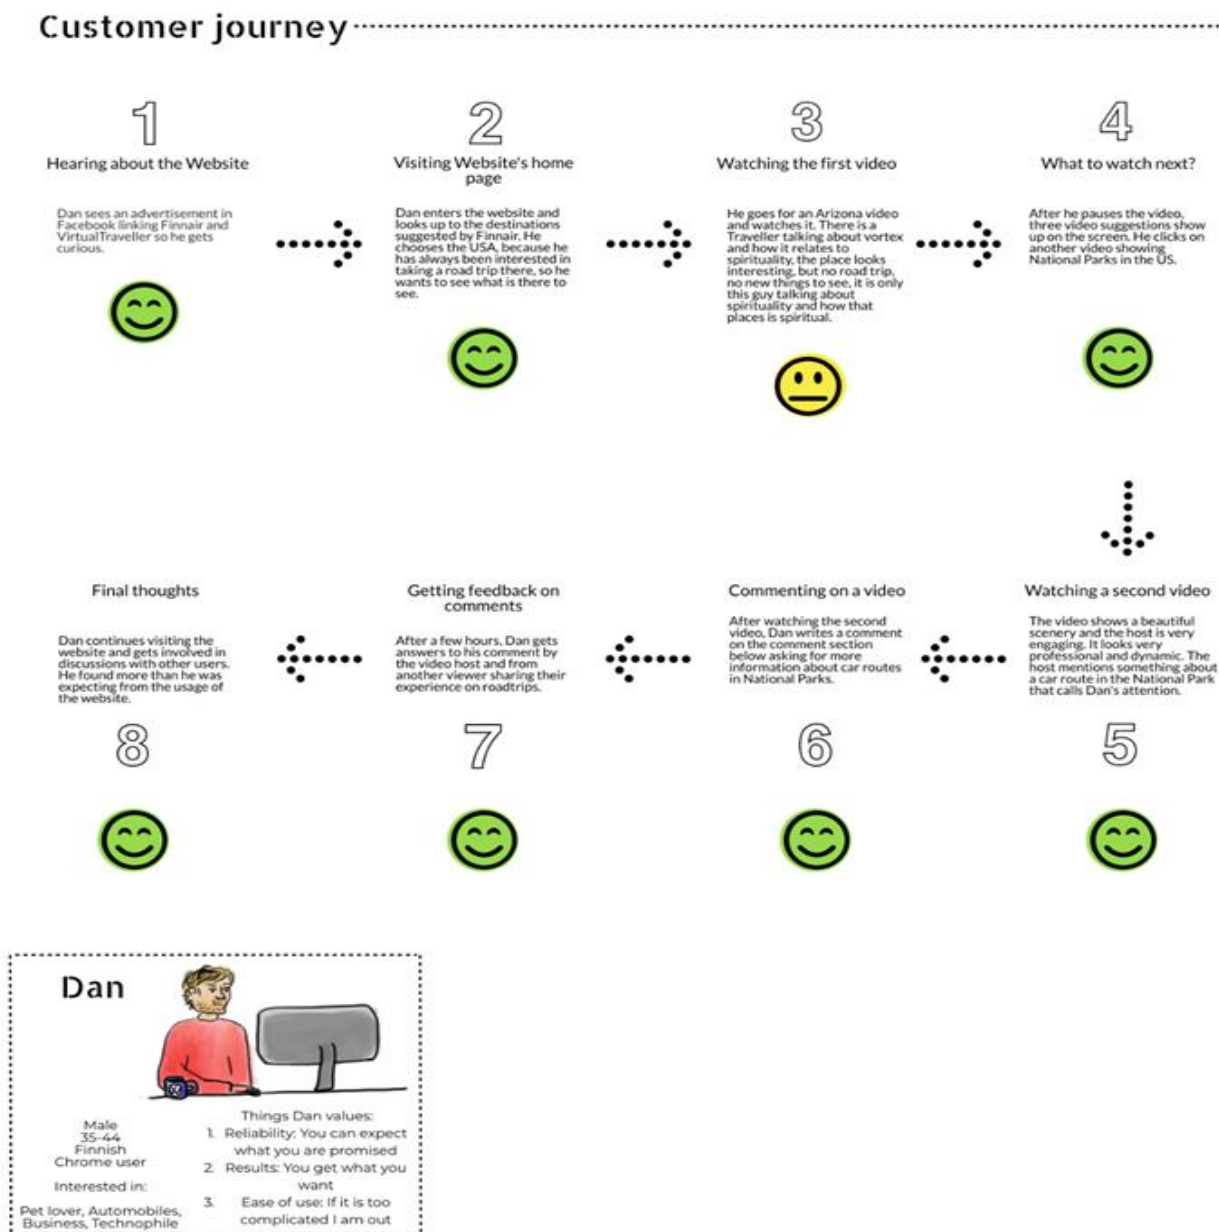 Customer journey
1
Hearing about the Website
Dan sees an advertisement in
Facebook linking Finnair and
VirtualTraveller so he gets
curious.
2
Visiting Website's home
page
Dan enters the website and
looks up to the destinations
suggested by Finnair. He
chooses the USA, because he
has always been interested in
taking a road trip there, so he
wants to see what is there to
see.
3
Watching the first video
He goes for an Arizona video
and watches it. There is a
Traveller talking about vortex
and how it relates to
spirituality, the place looks
interesting, but no road trip,
no new things to see, it is only
this guy talking about
spirituality and how that
places is spiritual.
4
What to watch next?
After he pauses the video,
three video suggestions show
up on the screen. He clicks on
another video showing
National Parks in the US.
Watching a second video
The video shows a beautiful
scenery and the host is very
engaging. It looks very
professional and dynamic. The
host mentions something about
a car route in the National Park
that calls Dan's attention.
5
Commenting on a video
After watching the second
video, Dan writes a comment
on the comment section
below asking for more
information about car routes
in National Parks.
6
Getting feedback on
comments
After a few hours, Dan gets
answers to his comment by
the video host and from
another viewer sharing their
experience on roadtrips.
7
Final thoughts
Dan continues visiting the
website and gets involved in
discussions with other users.
He found more than he was
expecting from the usage of
the website.
8
Dan
Male
35-44
Finnish
Chrome user
Interested in:
Pet lover, Automobiles,
Business, Technophile
Things Dan values:
1. Reliability: You can expect
what you are promised
2. Results: You get what you
want
3. Ease of use: If it is too
complicated I am out